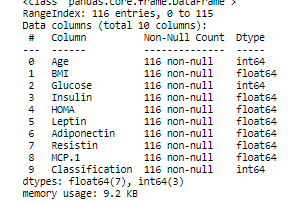 <class 'pandas.core.frame.DataFrame'>
RangeIndex: 116 entries, 0 to 115
Data columns (total 10 columns):
 #   Column          Non-Null Count  Dtype
---  ------          --------------  -----
 0   Age             116 non-null    int64
 1   BMI             116 non-null    float64
 2   Glucose         116 non-null    int64
 3   Insulin         116 non-null    float64
 4   HOMA            116 non-null    float64
 5   Leptin          116 non-null    float64
 6   Adiponectin     116 non-null    float64
 7   Resistin        116 non-null    float64
 8   MCP.1           116 non-null    float64
 9   Classification  116 non-null    int64
dtypes: float64(7), int64(3)
memory usage: 9.2 KB